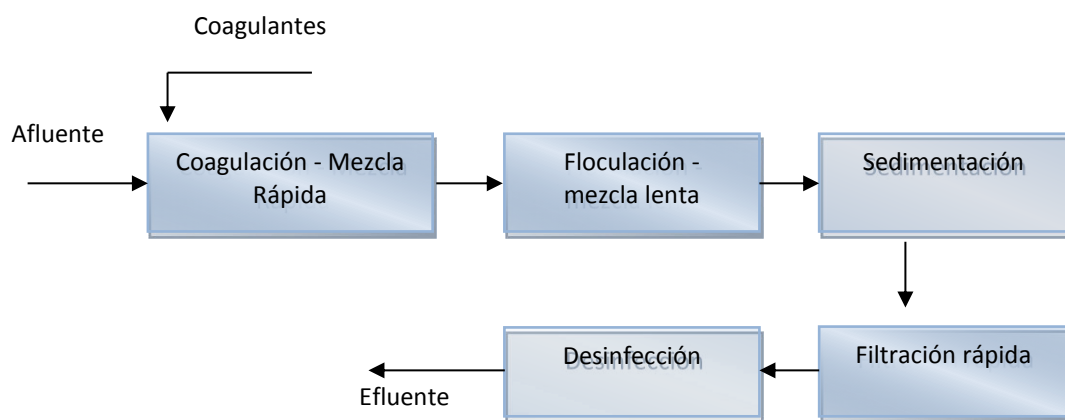 Coagulantes
Afluente
Coagulación - Mezcla
Rápida
Floculación -
mezcla lenta
Sedimentación
Filtración rápida
Desinfección
Efluente